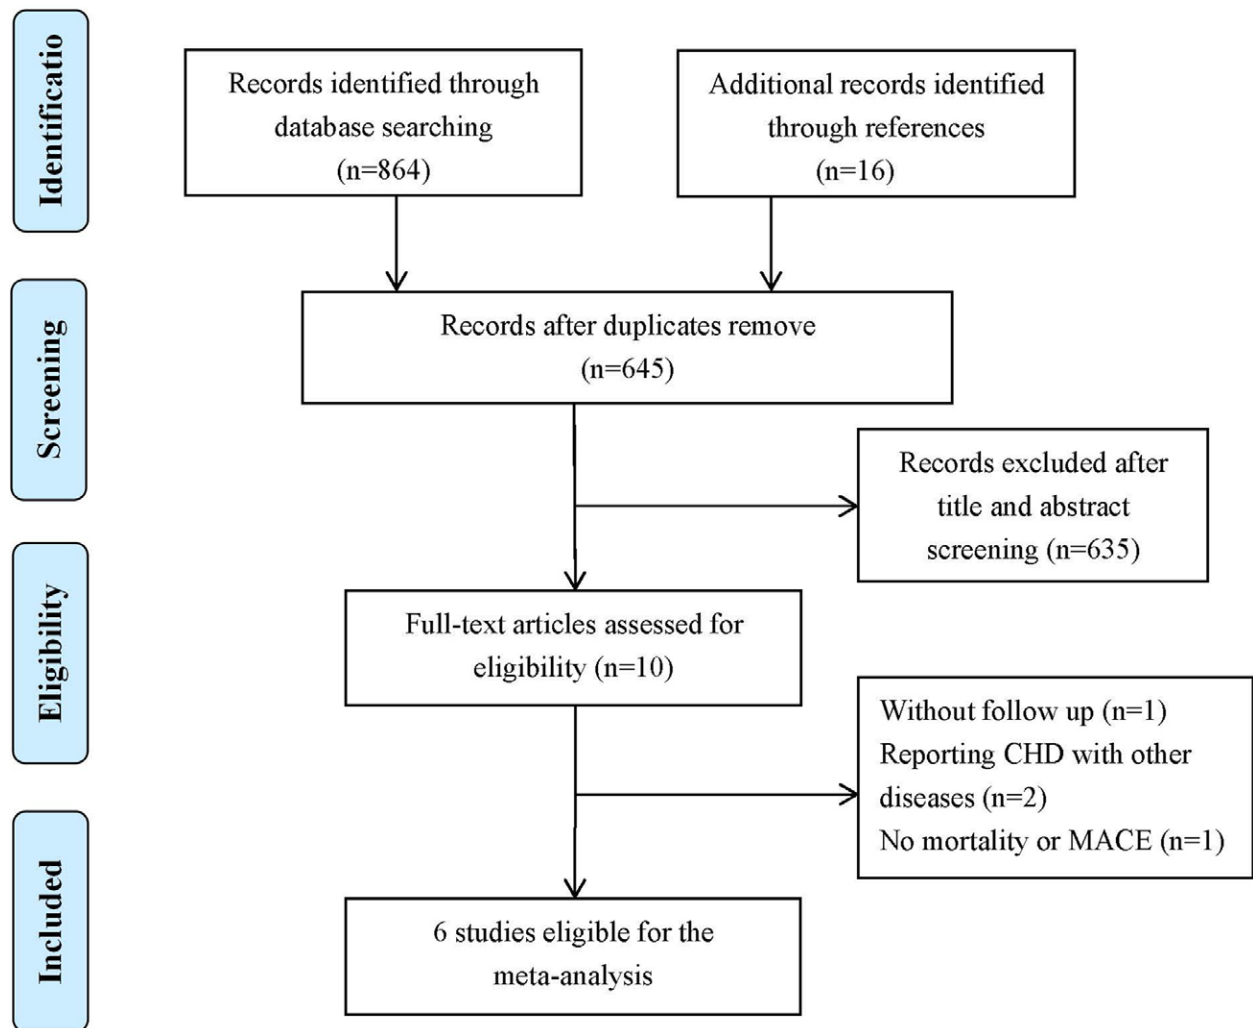 Identificatio
Records identified through
database searching
(n=864)
Additional records identified
through references
(n=16)
Screening
Records after duplicates remove
(n=645)
Records excluded after
title and abstract
screening (n=635)
Eligibility
Full-text articles assessed for
eligibility (n=10)
Without follow up (n=1)
Reporting CHD with other
diseases (n=2)
No mortality or MACE (n=1)
Included
6 studies eligible for the
meta-analysis